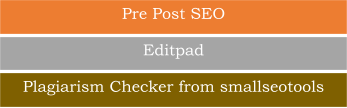 Pre Post SEO
Editpad
Plagiarism Checker from smallseotools